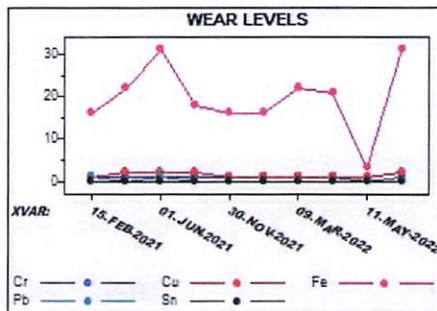 WEAR LEVELS
30
20
10
0
XVAR:
15-FEB-2021
01-JUN-2021
30-NOV-2021
09-MAR-2022
11-MAY-2022
Cr Cu Fe
Pb Sn